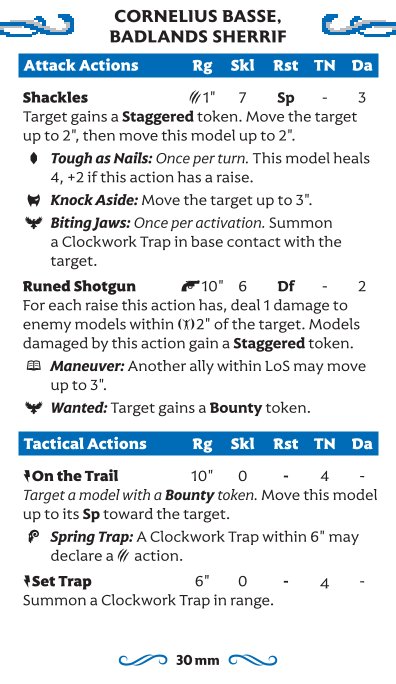 CORNELIUS BASSE,
BADLANDS SHERRIF
Attack Actions Rg Skl Rst TN Da
Shackles 1" 7 Sp - 3
Target gains a Staggered token. Move the target
up to 2", then move this model up to 2".
Tough as Nails: Once per turn. This model heals
4, +2 if this action has a raise.
Knock Aside: Move the target up to 3".
Biting Jaws: Once per activation. Summon
a Clockwork Trap in base contact with the
target.
Runed Shotgun 10" 6 Df - 2
For each raise this action has, deal 1 damage to
enemy models within 2" of the target. Models
damaged by this action gain a Staggered token.
Maneuver: Another ally within LoS may move
up to 3".
Wanted: Target gains a Bounty token.
Tactical Actions Rg Skl Rst TN Da
On the Trail 10" 0 - 4 -
Target a model with a Bounty token. Move this model
up to its Sp toward the target.
Spring Trap: A Clockwork Trap within 6" may
declare a action.
Set Trap 6" 0 - 4 -
Summon a Clockwork Trap in range.
30 mm